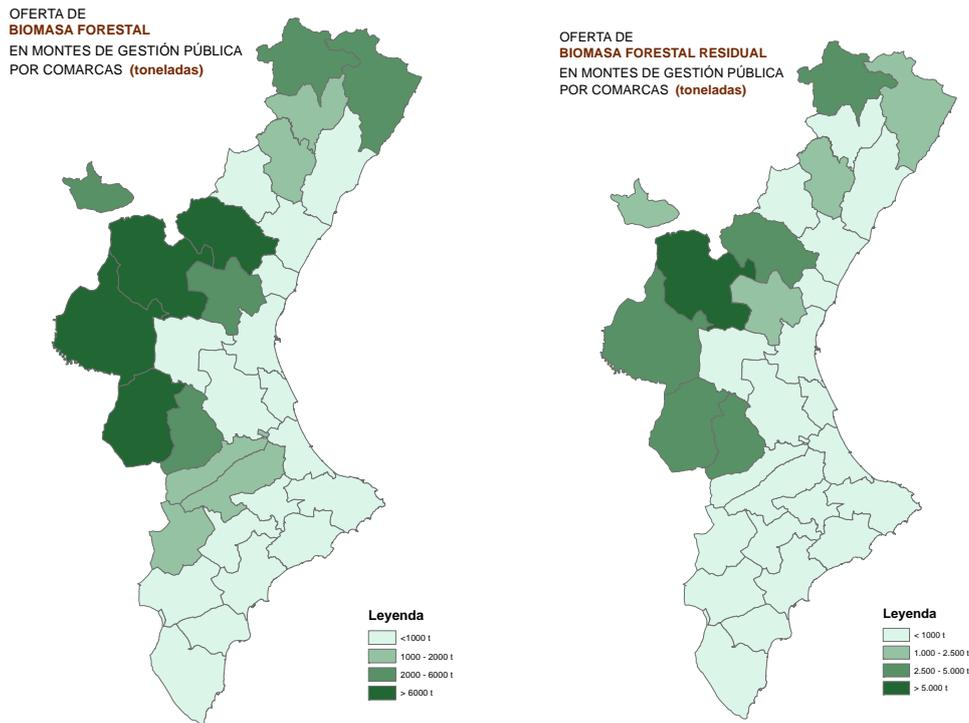 OFERTA DE
BIOMASA FORESTAL
EN MONTES DE GESTIÓN PÚBLICA
POR COMARCAS (toneladas)
Leyenda
<1000 t
1000 - 2000 t
2000 - 6000 t
> 6000 t
OFERTA DE
BIOMASA FORESTAL RESIDUAL
EN MONTES DE GESTIÓN PÚBLICA
POR COMARCAS (toneladas)
Leyenda
< 1000 t
1.000 - 2.500 t
2.500 - 5.000 t
> 5.000 t